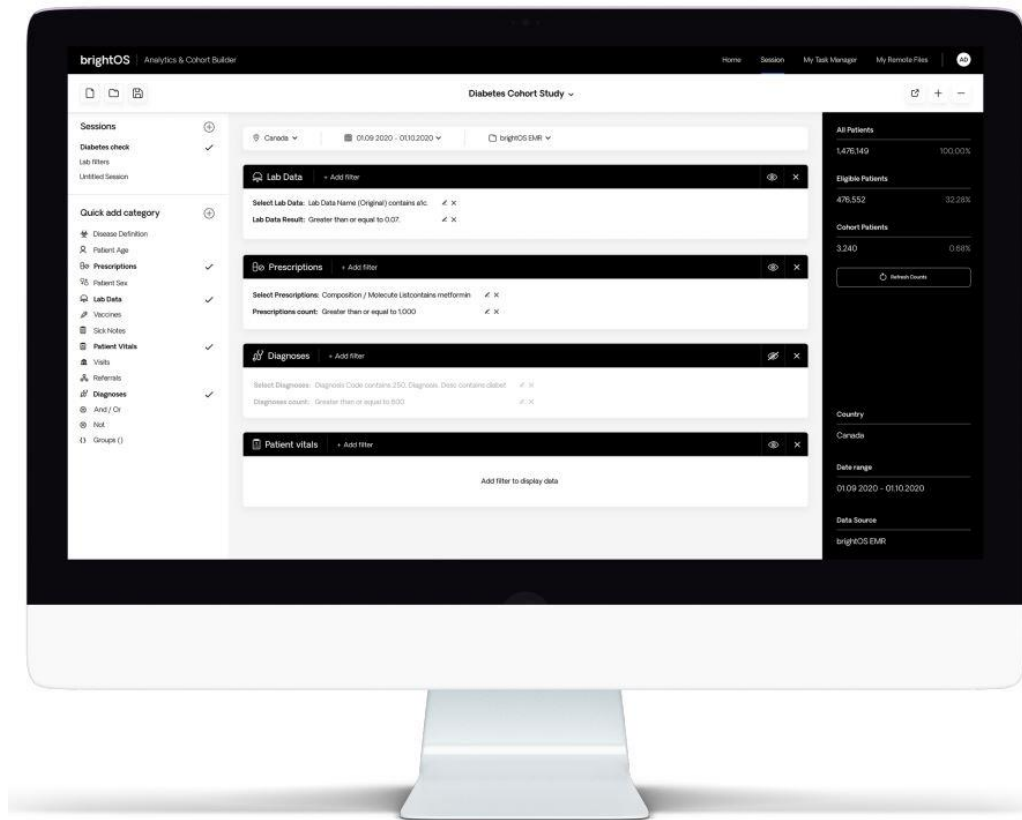 brightOS Analytics & Cohort Builder
Home Session My Task Manager My Remote Files AD
Diabetes Cohort Study
Sessions
Diabetes check
Lab filters
Untitled Session
Quick add category
Disease Definition
Patient Age
Prescriptions
Patient Sex
Lab Data
Vaccines
Sick Notes
Patient Vitals
Visits
Referrals
Diagnoses
And / Or
Not
Groups ()
Canada 01.09 2020 - 01.10.2020 brightOS EMR
Lab Data + Add filter
Select Lab Data: Lab Data Name (Original) contains a1c.
Lab Data Result: Greater than or equal to 0.07.
Prescriptions + Add filter
Select Prescriptions: Composition / Molecule Listcontains metformin
Prescriptions count: Greater than or equal to 1.000
Diagnoses + Add filter
Select Diagnoses: Diagnosis Code contains 250, Diagnosis. Desc contains diabet
Diagnoses count: Greater than or equal to 500
Patient vitals + Add filter
Add filter to display data
All Patients
1,476,149 100.00%
Eligible Patients
476,552 32.28%
Cohort Patients
3,240 0.68%
Refresh Counts
Country
Canada
Date range
01.09 2020 - 01.10.2020
Data Source
brightOS EMR